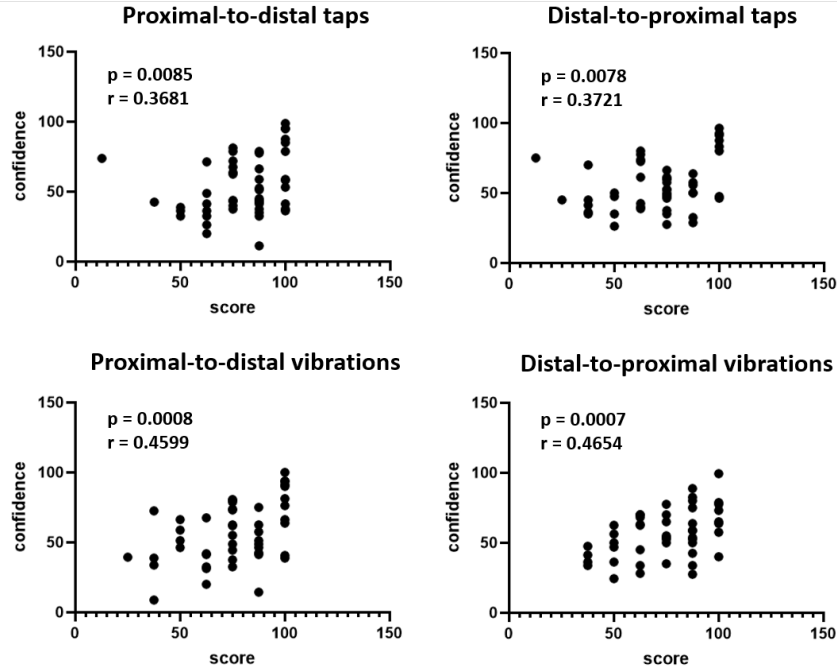 Proximal-to-distal taps
150
100
50
0
confidence
p = 0.0085
r = 0.3681
0 50 100 150
score
Distal-to-proximal taps
150
100
50
0
confidence
p = 0.0078
r = 0.3721
0 50 100 150
score
Proximal-to-distal vibrations
150
100
50
0
confidence
p = 0.0008
r = 0.4599
0 50 100 150
score
Distal-to-proximal vibrations
150
100
50
0
confidence
p = 0.0007
r = 0.4654
0 50 100 150
score